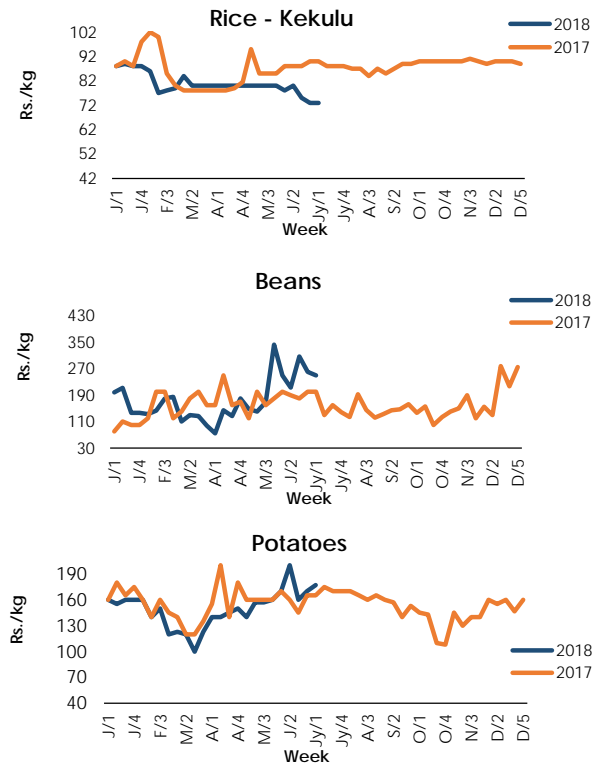 Rice - Kekulu
2018
2017
Rs./kg
102
92
82
72
62
52
42
J/1 J/4 F/3 M/2 A/1 A/4 M/3 J/2 Jy/1 Jy/4 A/3 S/2 O/1 O/4 N/3 D/2 D/5
Week
Beans
2018
2017
Rs./kg
430
350
270
190
110
30
J/1 J/4 F/3 M/2 A/1 A/4 M/3 J/2 Jy/1 Jy/4 A/3 S/2 O/1 O/4 N/3 D/2 D/5
Week
Potatoes
2018
2017
Rs./kg
190
160
130
100
70
40
J/1 J/4 F/3 M/2 A/1 A/4 M/3 J/2 Jy/1 Jy/4 A/3 S/2 O/1 O/4 N/3 D/2 D/5
Week